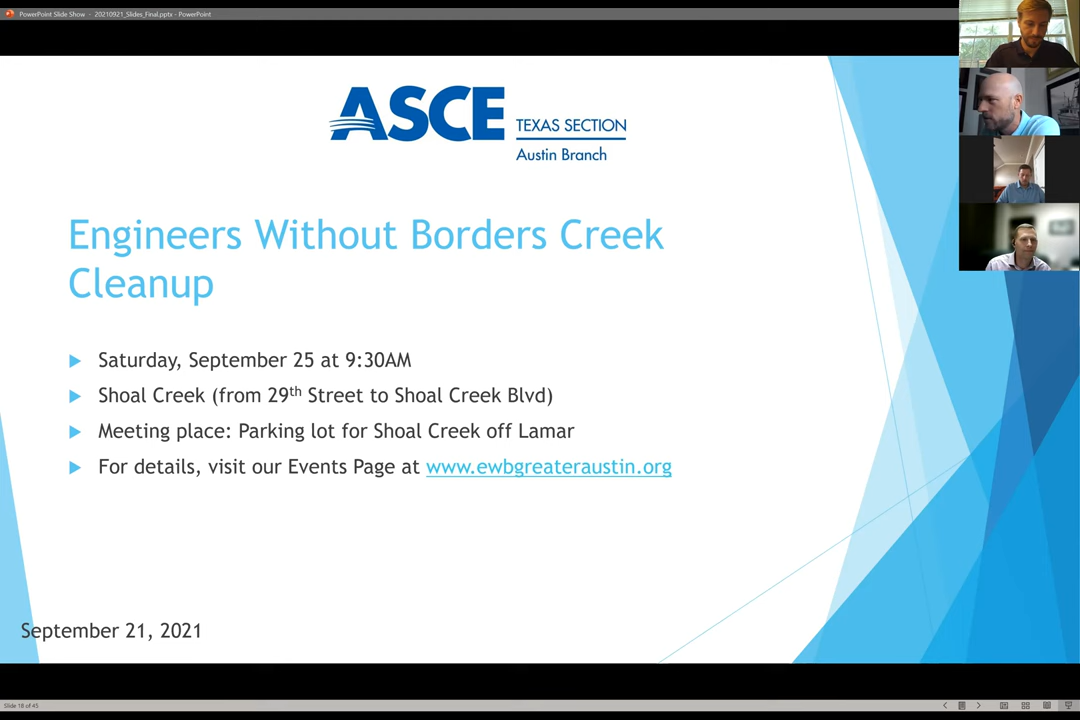 PowerPoint Slide Show - 20210921_Slides_Final.pptx - PowerPoint
ASCE
TEXAS SECTION
Austin Branch
Engineers Without Borders Creek
Cleanup
Saturday, September 25 at 9:30AM
Shoal Creek (from 29th Street to Shoal Creek Blvd)
Meeting place: Parking lot for Shoal Creek off Lamar
For details, visit our Events Page at www.ewbgreateraustin.org
September 21, 2021
Slide 18 of 45